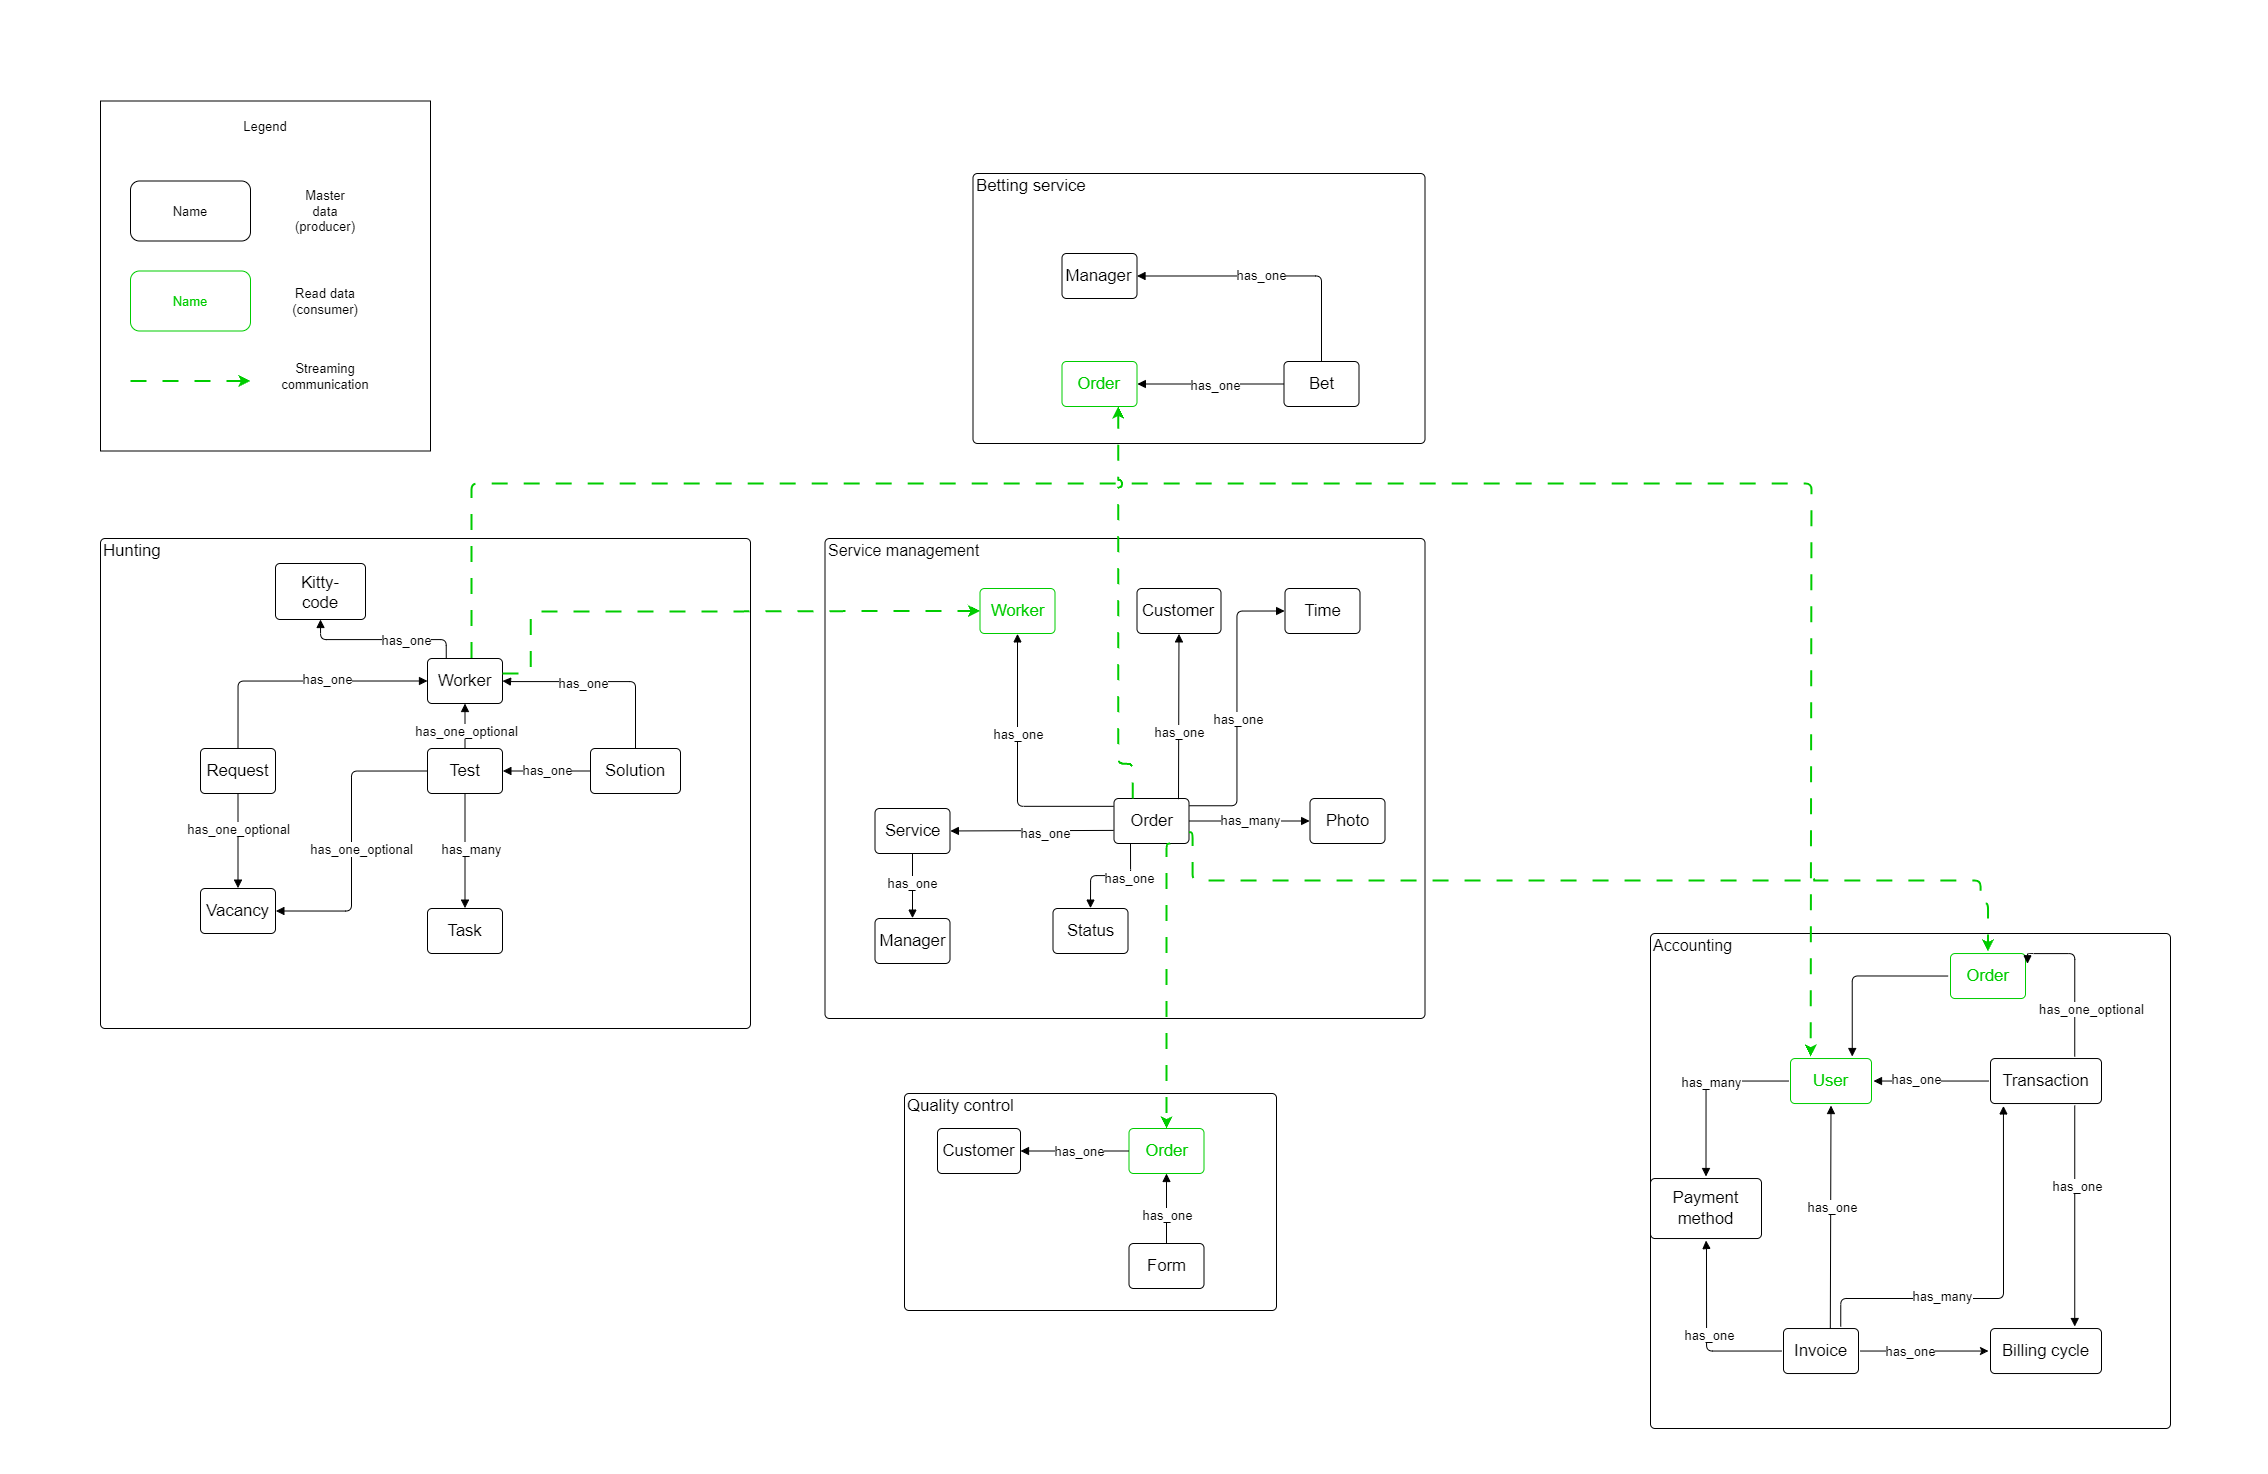 Legend
Name
Master
data
(producer)
Name
Read data
(consumer)
Streaming
communication
Betting service
Manager
has_one
Order
has_one
Bet
Hunting
Kitty-
code
has_one
has_one
Worker
has_one
has_one_optional
Request
Test
has_one
Solution
has_one_optional
has_one_optional
has_many
Vacancy
Task
Service management
Worker
Customer
Time
has_one
has_one
has_one
Service
has_one
Order
has_many
Photo
has_one
has_one
Manager
Status
Quality control
Customer
has_one
Order
has_one
Form
Accounting
Order
has_one_optional
has_many
User
has_one
Transaction
Payment
method
has_one
has_one
has_many
has_one
Invoice
has_one
Billing cycle